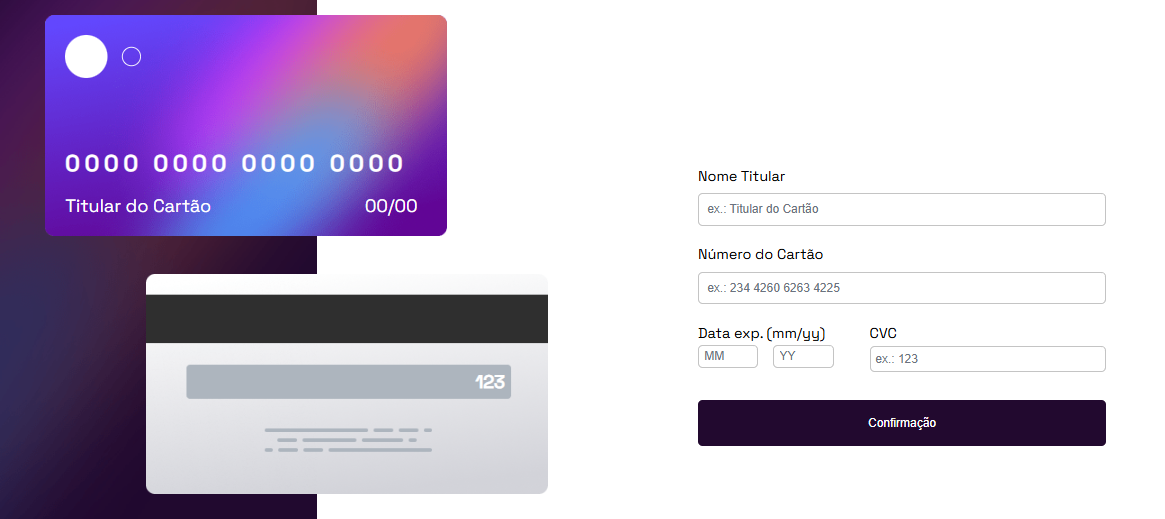 0000 0000 0000 0000
Titular do Cartão 00/00
123
Nome Titular
ex.: Titular do Cartão
Número do Cartão
ex.: 234 4260 6263 4225
Data exp. (mm/yy) CVC
MM YY ex.: 123
Confirmação